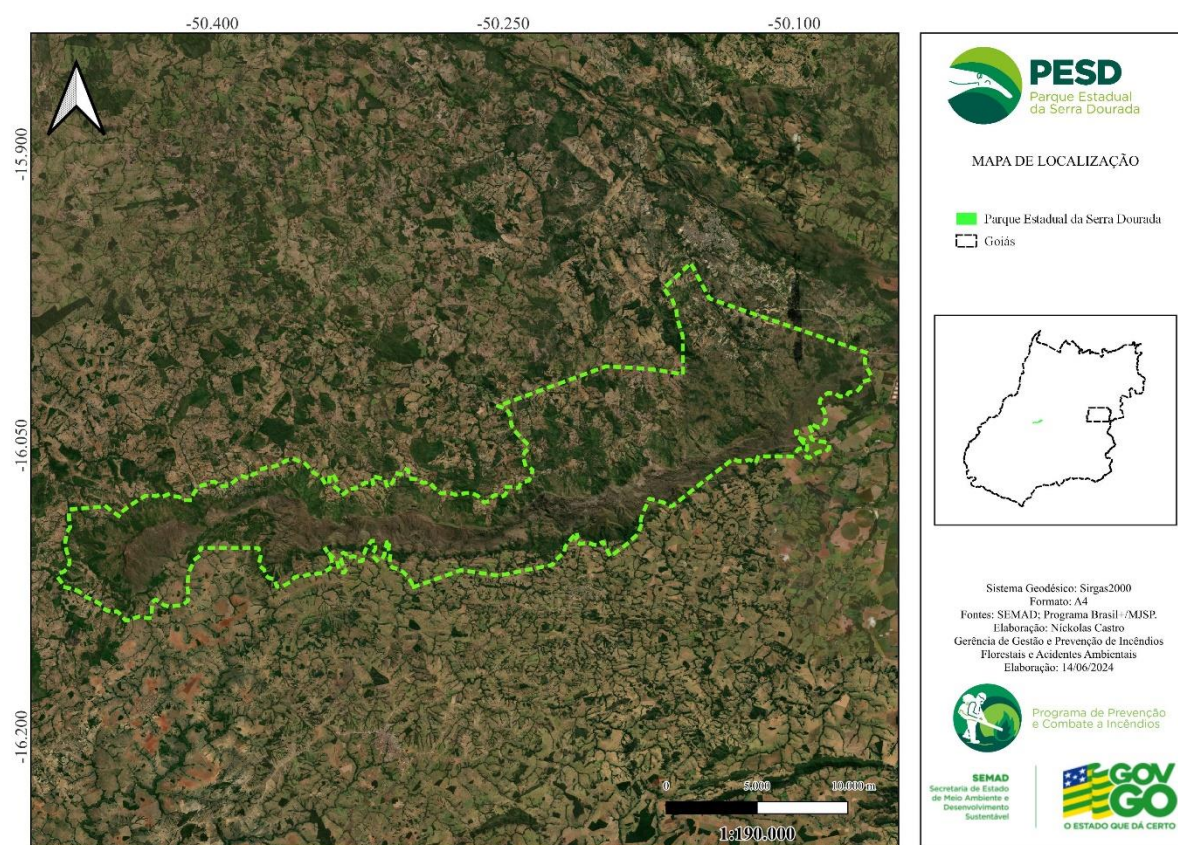 -50.400
-50.250
-50.100
-15.900
-16.050
-16.200
0
5.000
10.000 m
1:190.000
PESD
Parque Estadual
da Serra Dourada
MAPA DE LOCALIZAÇÃO
Parque Estadual da Serra Dourada
Goiás
Sistema Geodésico: Sirgas2000
Formato: A4
Fontes: SEMAD; Programa Brasil+/MJSP.
Elaboração: Nickolas Castro
Gerência de Gestão e Prevenção de Incêndios
Florestais e Acidentes Ambientais
Elaboração: 14/06/2024
Programa de Prevenção
e Combate a Incêndios
SEMAD
Secretaria de Estado
de Meio Ambiente e
Desenvolvimento
Sustentável
GOV
GO
O ESTADO QUE DÁ CERTO